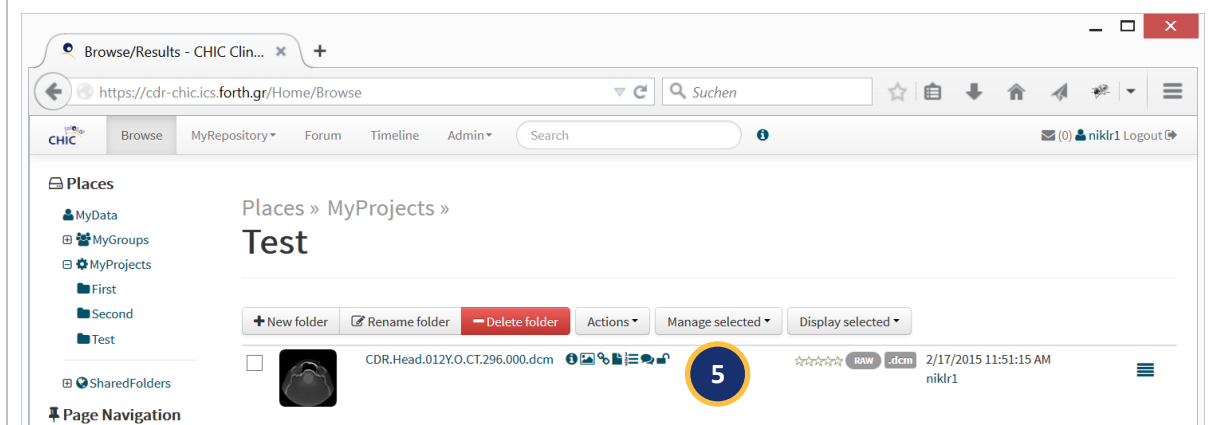 Browse/Results - CHIC Clin... × +
https://cdr-chic.ics.forth.gr/Home/Browse Suchen
CHIC Browse MyRepository Forum Timeline Admin Search (0) niklr1 Logout
Places
MyData
MyGroups
MyProjects
First
Second
Test
SharedFolders
Page Navigation
Places » MyProjects »
Test
New folder Rename folder Delete folder Actions Manage selected Display selected
CDR.Head.012Y.O.CT.296.000.dcm 5 RAW .dcm 2/17/2015 11:51:15 AM
niklr1